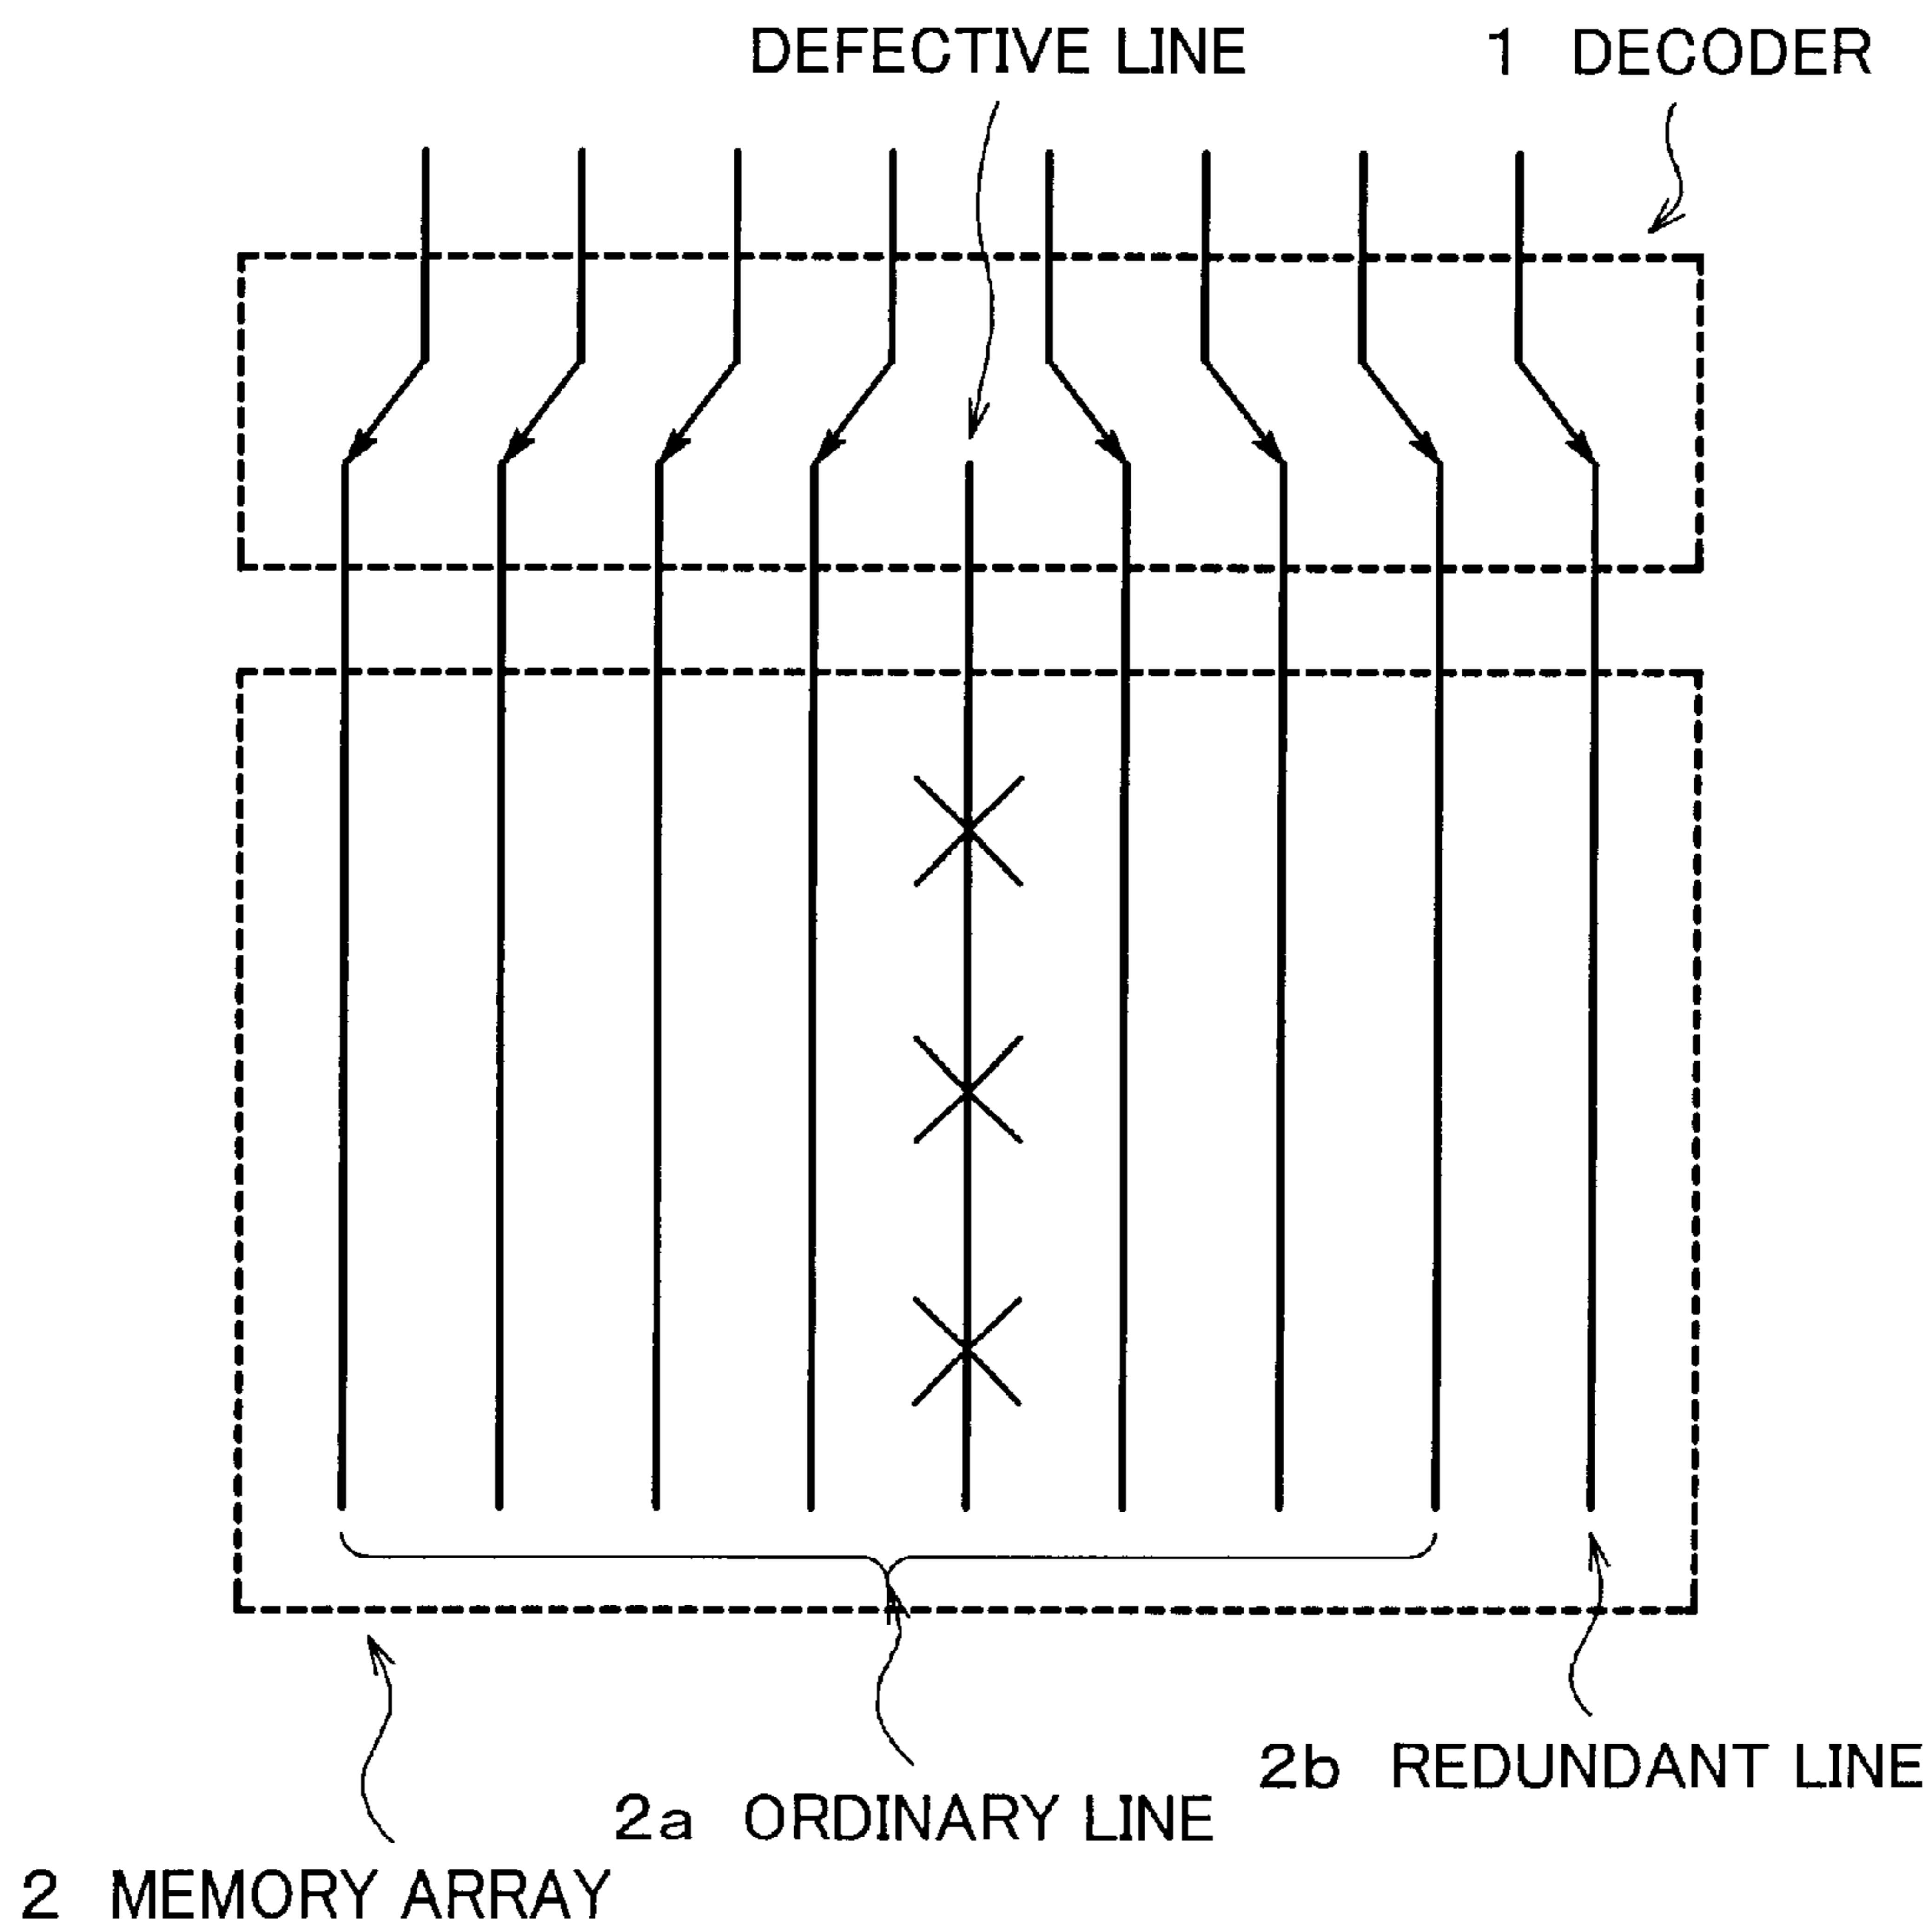 DEFECTIVE LINE
1 DECODER
2b REDUNDANT LINE
2a ORDINARY LINE
2 MEMORY ARRAY